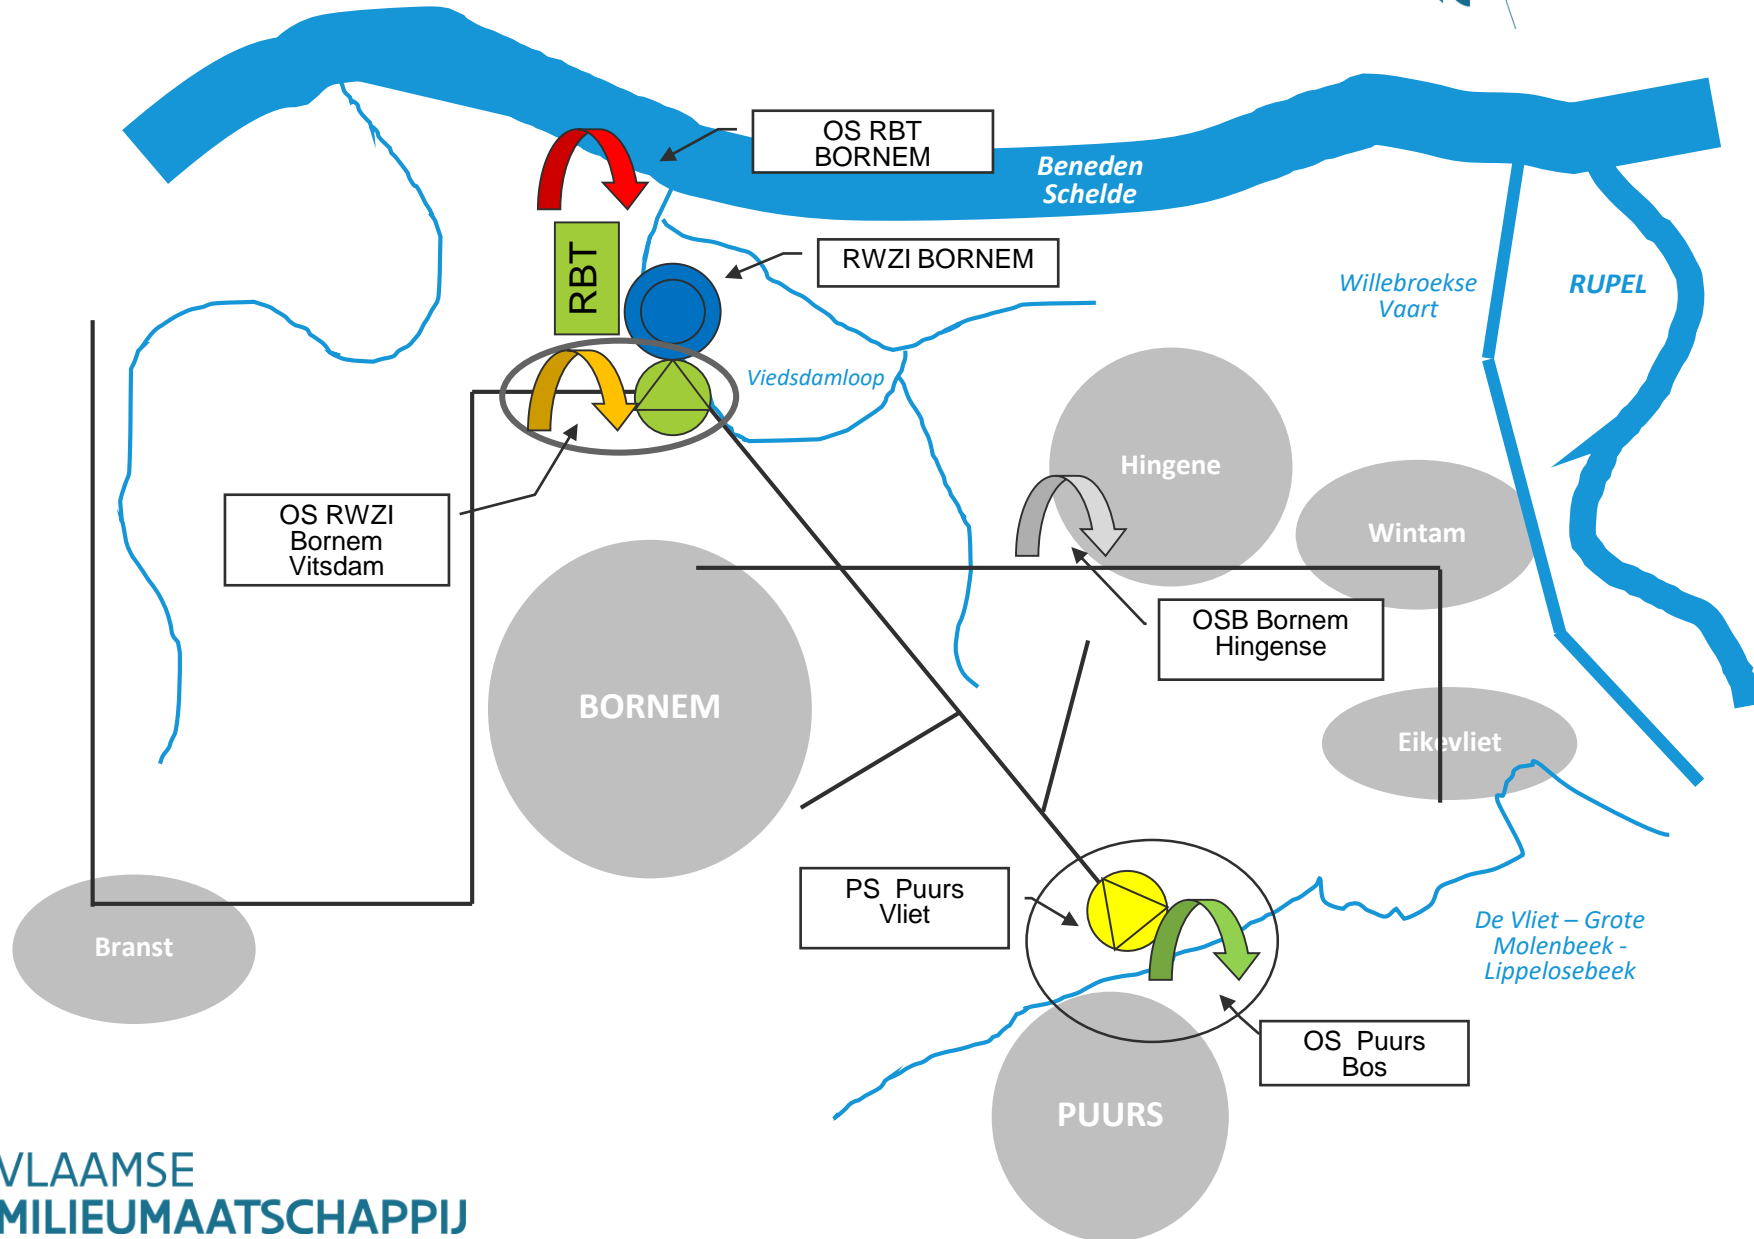 OS RBT
BORNEM
Beneden
Schelde
RBT
RWZI BORNEM
Willebroekse
Vaart
RUPEL
Viedsdamloop
Hingene
Wintam
OS RWZI
Bornem
Vitsdam
OSB Bornem
Hingense
BORNEM
Eikevliet
PS Puurs
Vliet
Branst
De Vliet – Grote
Molenbeek -
Lippelosebeek
OS Puurs
Bos
PUURS
VLAAMSE
MILIEUMAATSCHAPPIJ